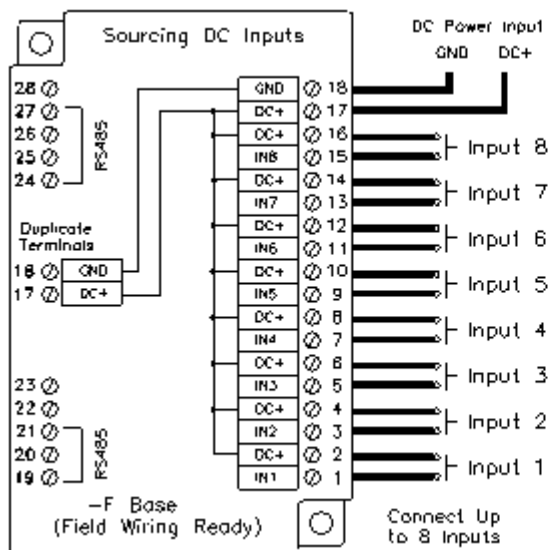 Sourcing DC Inputs
DC Power Input
GND DC+
28
27
26
25
24
RS485
Duplicate
Terminals
18 GND
17 DC+
23
22
21
20
19
RS485
GND 18
DC+ 17
DC+ 16
IN8 15
Input 8
DC+ 14
IN7 13
Input 7
DC+ 12
IN6 11
Input 6
DC+ 10
IN5 9
Input 5
DC+ 8
IN4 7
Input 4
DC+ 6
IN3 5
Input 3
DC+ 4
IN2 3
Input 2
DC+ 2
IN1 1
Input 1
-F Base
(Field Wiring Ready)
Connect Up
to 8 Inputs